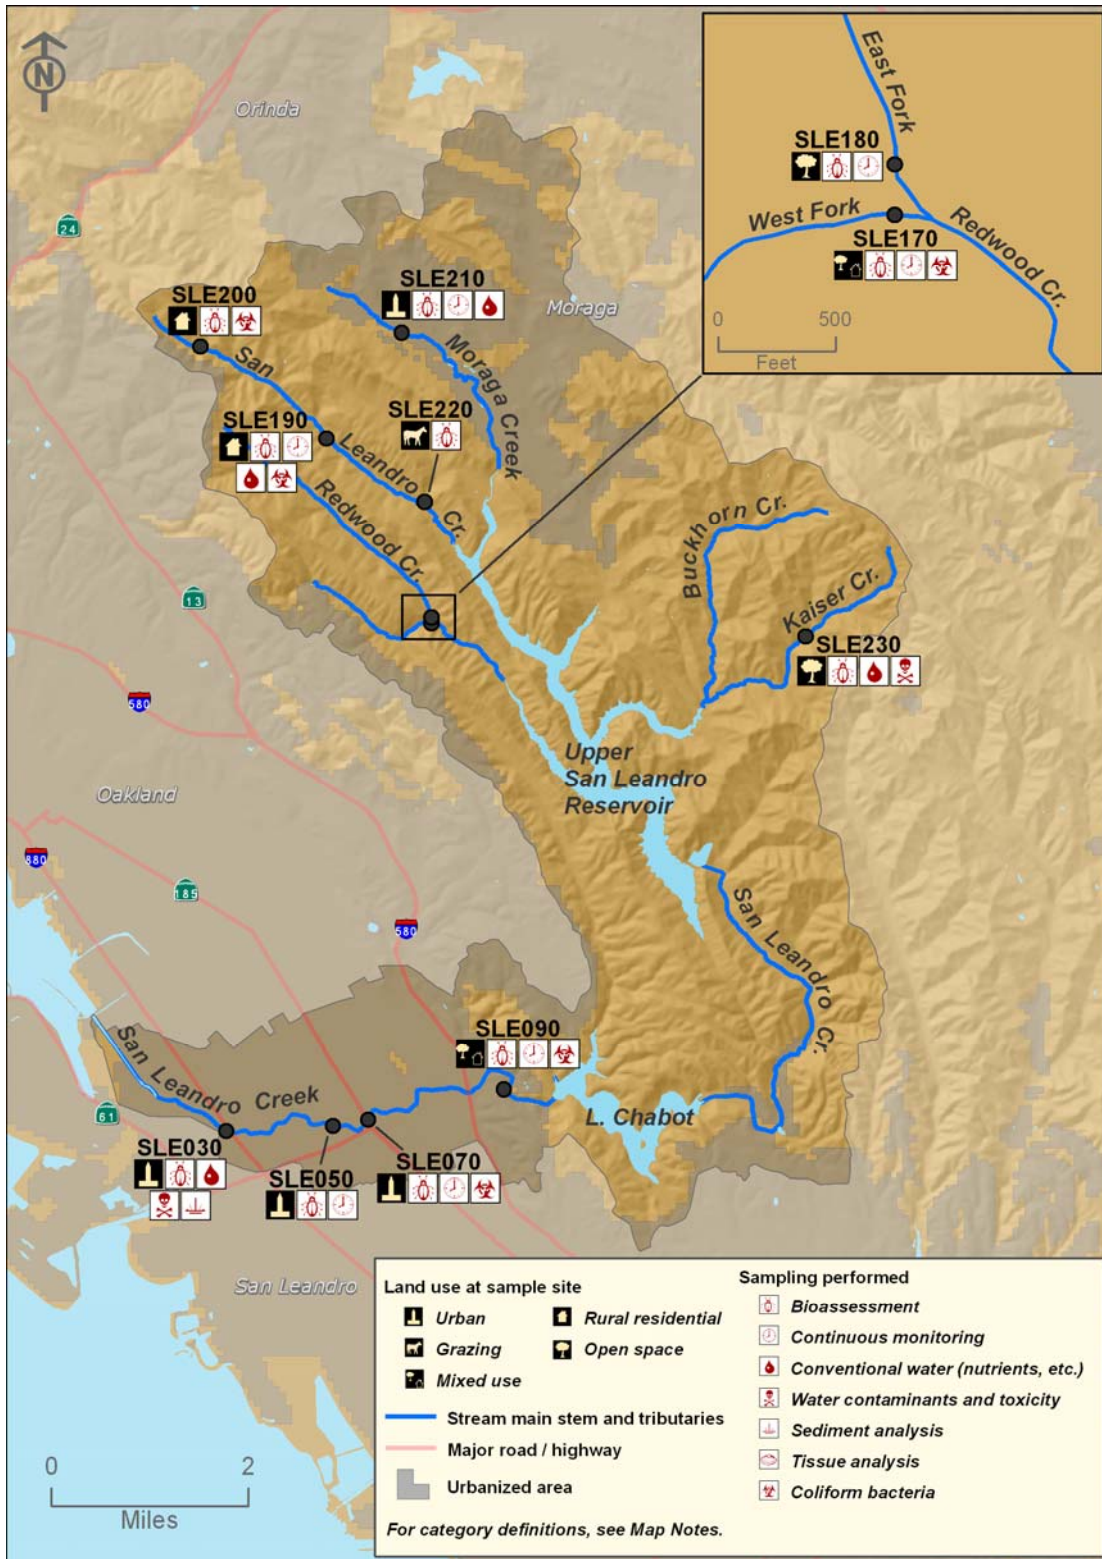 N
Orinda
24
East Fork
SLE180
West Fork
SLE170
Redwood Cr.
0 500
Feet
SLE200
SLE210
Moraga
San
Moraga Creek
SLE190
SLE220
Leandro
Cr.
Redwood Cr.
Buckhorn Cr.
Kaiser Cr.
SLE230
13
580
Upper
San Leandro
Reservoir
Oakland
880
185
580
San Leandro Cr.
SLE090
San Leandro Creek
L. Chabot
61
SLE030
SLE050
SLE070
San Leandro
Land use at sample site
Urban
Rural residential
Grazing
Open space
Mixed use
Stream main stem and tributaries
Major road / highway
Urbanized area
For category definitions, see Map Notes.
Sampling performed
Bioassessment
Continuous monitoring
Conventional water (nutrients, etc.)
Water contaminants and toxicity
Sediment analysis
Tissue analysis
Coliform bacteria
0 2
Miles